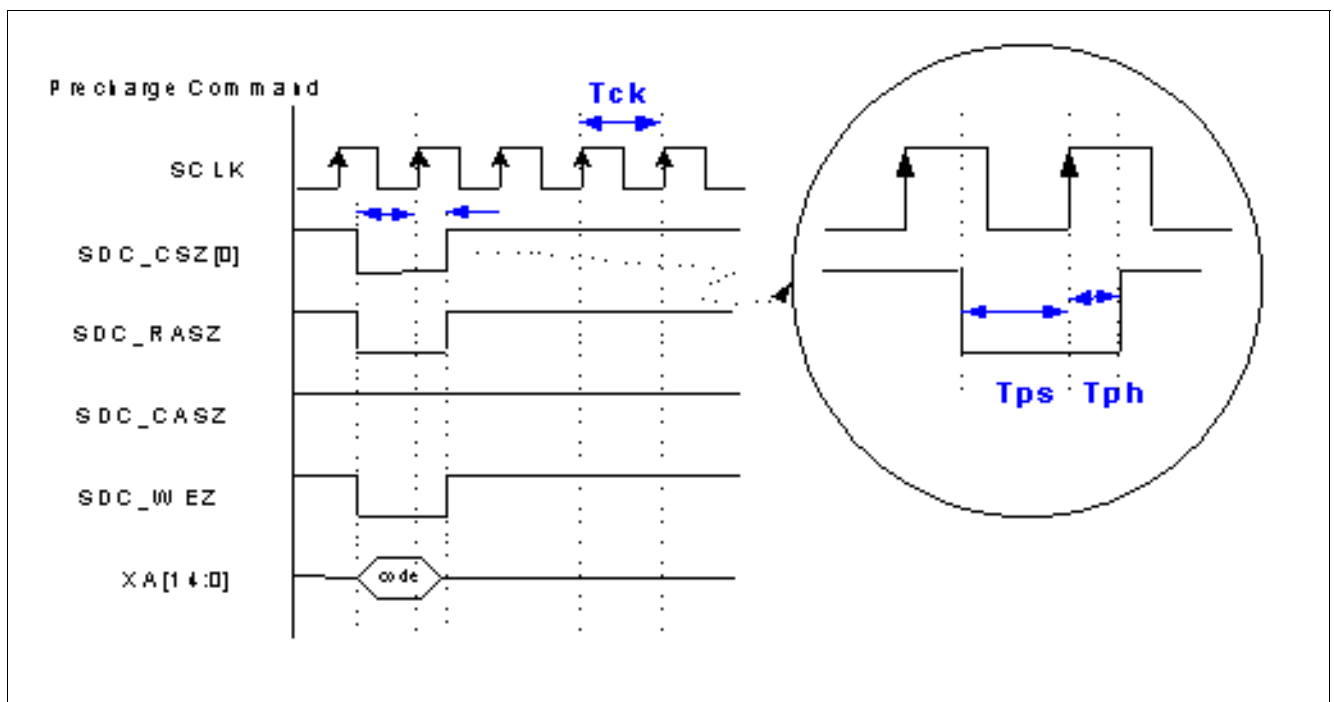 Precharge Command
Tck
SCLK
SDC_CSZ[0]
SDC_RASZ
Tps Tph
SDC_CASZ
SDC_WEZ
XA[14:0]
code